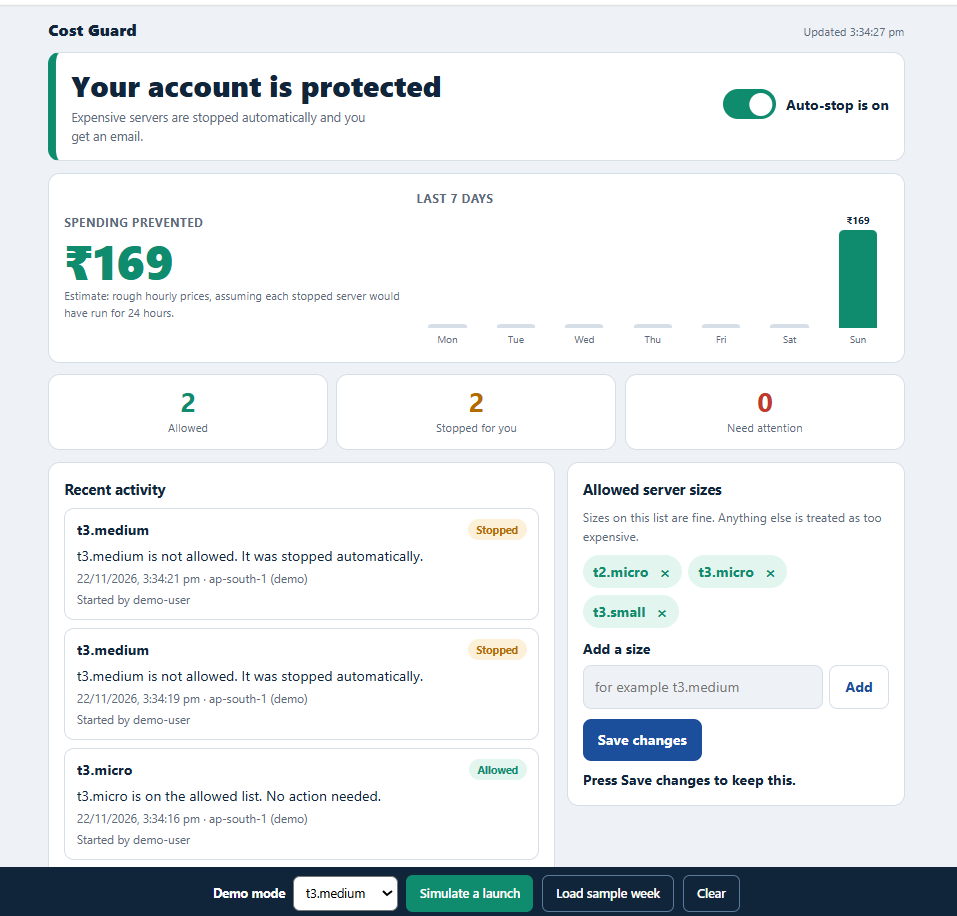 Cost Guard
Updated 3:34:27 pm
Your account is protected
Expensive servers are stopped automatically and you
get an email.
Auto-stop is on
SPENDING PREVENTED
₹169
Estimate: rough hourly prices, assuming each stopped server would
have run for 24 hours.
LAST 7 DAYS
₹169
Mon Tue Wed Thu Fri Sat Sun
2
Allowed
2
Stopped for you
0
Need attention
Recent activity
t3.medium Stopped
t3.medium is not allowed. It was stopped automatically.
22/11/2026, 3:34:21 pm · ap-south-1 (demo)
Started by demo-user
t3.medium Stopped
t3.medium is not allowed. It was stopped automatically.
22/11/2026, 3:34:19 pm · ap-south-1 (demo)
Started by demo-user
t3.micro Allowed
t3.micro is on the allowed list. No action needed.
22/11/2026, 3:34:16 pm · ap-south-1 (demo)
Started by demo-user
Allowed server sizes
Sizes on this list are fine. Anything else is treated as too
expensive.
t2.micro × t3.micro ×
t3.small ×
Add a size
for example t3.medium Add
Save changes
Press Save changes to keep this.
Demo mode t3.medium Simulate a launch Load sample week Clear